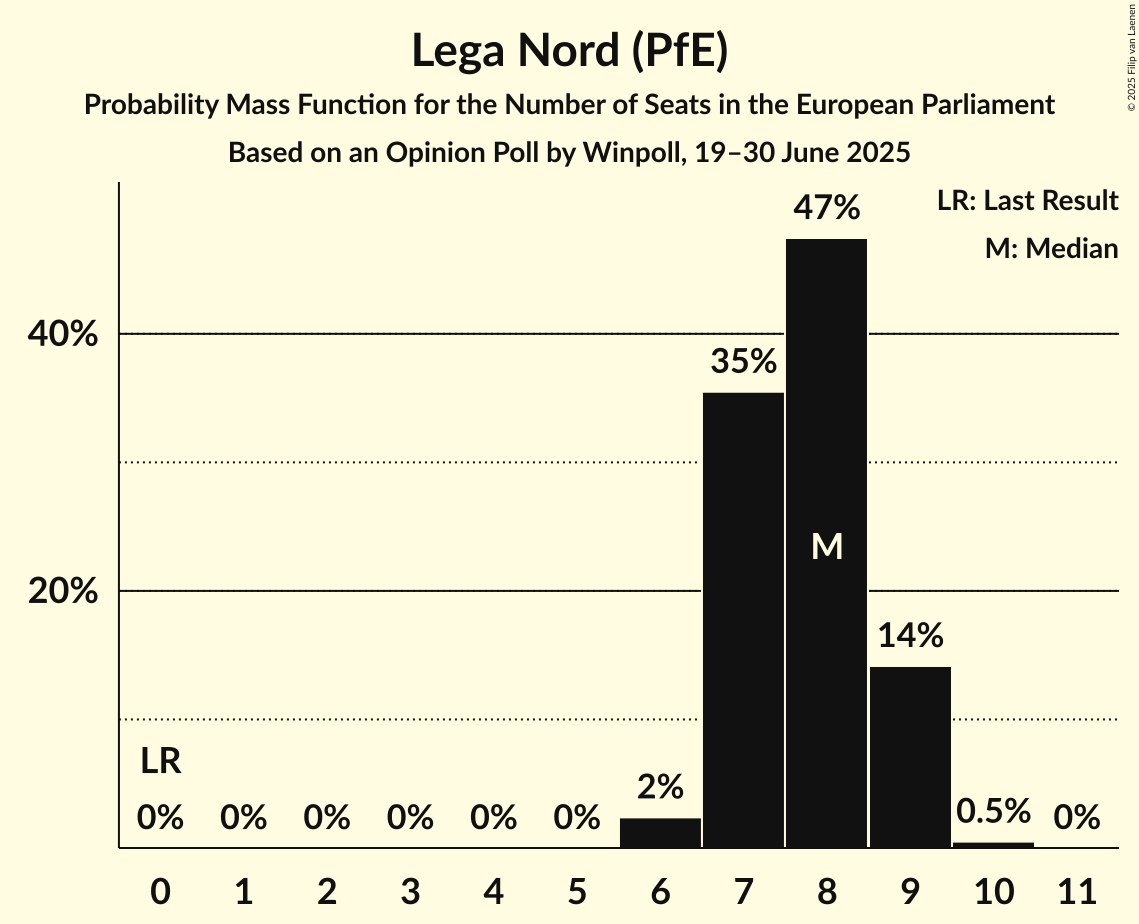 Lega Nord (PfE)
Probability Mass Function for the Number of Seats in the European Parliament
Based on an Opinion Poll by Winpoll, 19–30 June 2025
© 2025 Filip van Laenen
LR: Last Result
M: Median
47%
40%
35%
M
20%
14%
LR
2%
0% 0% 0% 0% 0% 0% 0.5% 0%
0 1 2 3 4 5 6 7 8 9 10 11